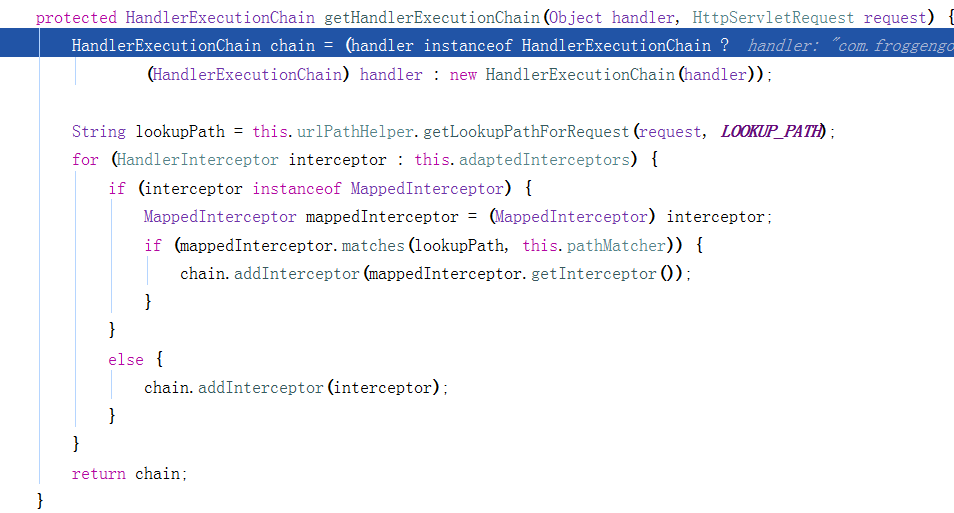 protected HandlerExecutionChain getHandlerExecutionChain(Object handler, HttpServletRequest request) {
HandlerExecutionChain chain = (handler instanceof HandlerExecutionChain ? handler: "com.froggengo
(HandlerExecutionChain) handler : new HandlerExecutionChain(handler));
String lookupPath = this.urlPathHelper.getLookupPathForRequest(request, LOOKUP_PATH);
for (HandlerInterceptor interceptor : this.adaptedInterceptors) {
if (interceptor instanceof MappedInterceptor) {
MappedInterceptor mappedInterceptor = (MappedInterceptor) interceptor;
if (mappedInterceptor.matches(lookupPath, this.pathMatcher)) {
chain.addInterceptor(mappedInterceptor.getInterceptor());
}
}
else {
chain.addInterceptor(interceptor);
}
}
return chain;
}